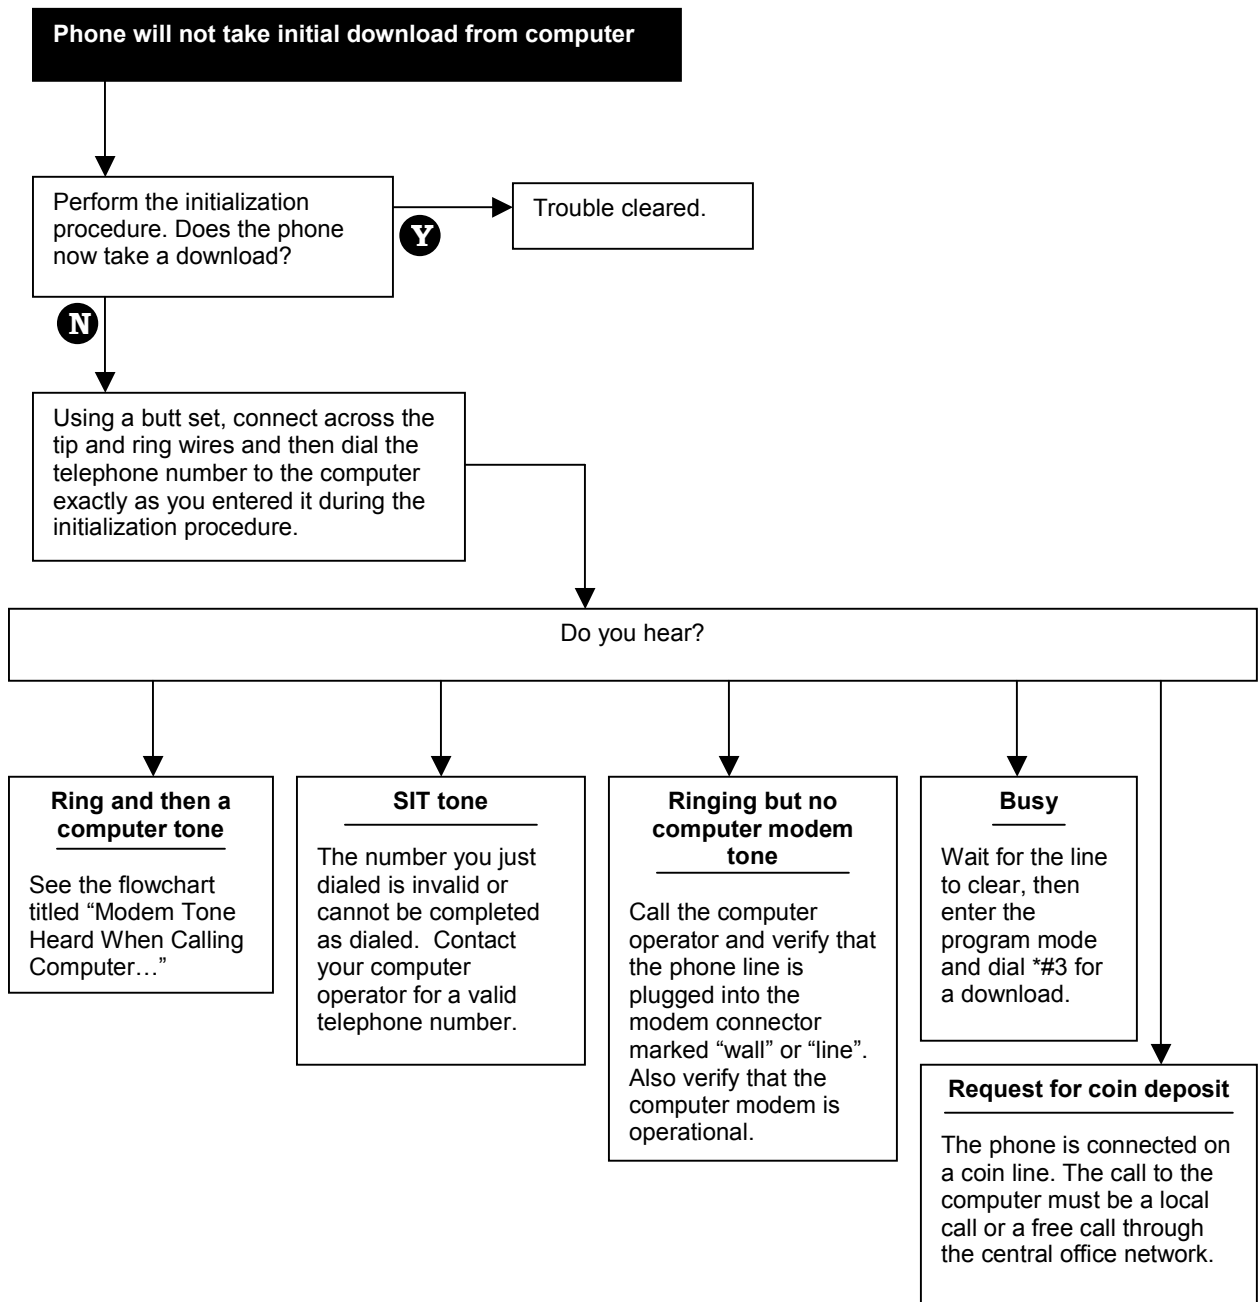 Phone will not take initial download from computer
Perform the initialization
procedure. Does the phone
now take a download?
Y
Trouble cleared.
N
Using a butt set, connect across the
tip and ring wires and then dial the
telephone number to the computer
exactly as you entered it during the
initialization procedure.
Do you hear?
Ring and then a
computer tone
See the flowchart
titled “Modem Tone
Heard When Calling
Computer…”
SIT tone
The number you just
dialed is invalid or
cannot be completed
as dialed.  Contact
your computer
operator for a valid
telephone number.
Ringing but no
computer modem
tone
Call the computer
operator and verify that
the phone line is
plugged into the
modem connector
marked “wall” or “line”.
Also verify that the
computer modem is
operational.
Busy
Wait for the line
to clear, then
enter the
program mode
and dial *#3 for
a download.
Request for coin deposit
The phone is connected on
a coin line. The call to the
computer must be a local
call or a free call through
the central office network.